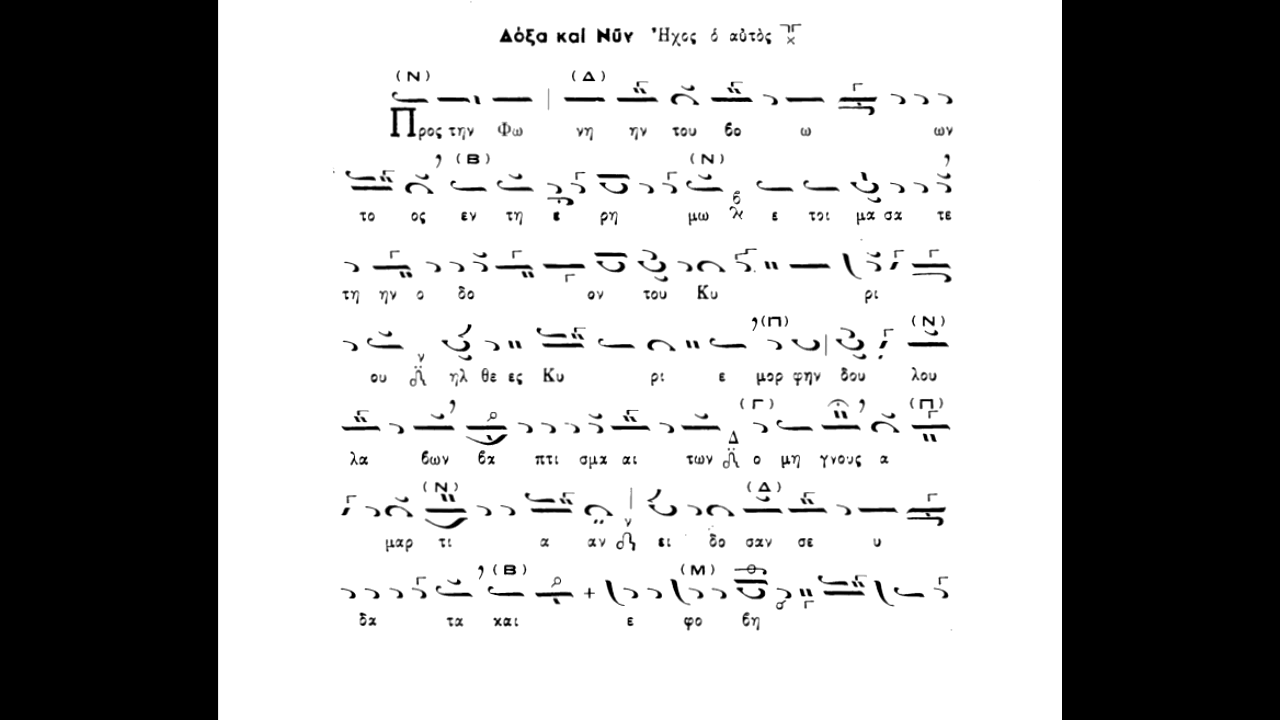 Δόξα καί Νῦν Ἦχος ὁ αὐτὸς
(Ν) (Δ)
Προς την Φω νη ην του βο ω ων
(Β) (Ν)
το ος εν τη ε ρη μω ε τοι μα σα τε
τη ην ο δο ον του Κυ ρι
(Π) (Ν)
ου ηλ θε ες Κυ ρι ε μορ φην δου λου
(Γ) (Π)
λα βων βα πτι σμα αι των Δ ο μη γνους α
(Ν) (Δ)
μαρ τι α αν ει δο σαν σε υ
(Β) (Μ)
δα τα και ε φο βη